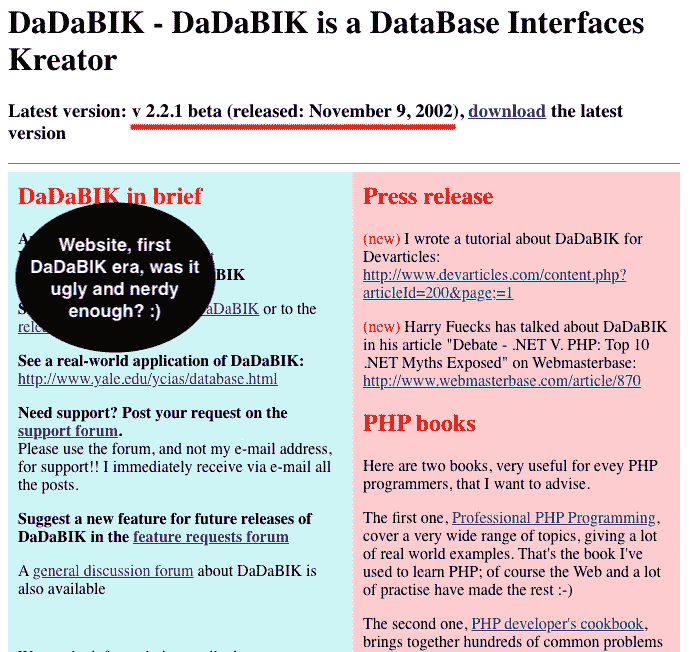 DaDaBIK - DaDaBIK is a DataBase Interfaces
Kreator
Latest version: v 2.2.1 beta (released: November 9, 2002), download the latest
version
DaDaBIK in brief
Website, first
DaDaBIK era, was it
ugly and nerdy
enough? :)
BIK
DaDaBIK or to the
See a real-world application of DaDaBIK:
http://www.yale.edu/ycias/database.html
Need support? Post your request on the
support forum.
Please use the forum, and not my e-mail address,
for support!! I immediately receive via e-mail all
the posts.
Suggest a new feature for future releases of
DaDaBIK in the feature requests forum
A general discussion forum about DaDaBIK is
also available
Press release
(new) I wrote a tutorial about DaDaBIK for
Devarticles:
http://www.devarticles.com/content.php?
articleId=200&page;=1
(new) Harry Fuecks has talked about DaDaBIK
in his article "Debate - .NET V. PHP: Top 10
.NET Myths Exposed" on Webmasterbase:
http://www.webmasterbase.com/article/870
PHP books
Here are two books, very useful for evey PHP
programmers, that I want to advise.
The first one, Professional PHP Programming,
cover a very wide range of topics, giving a lot
of real world examples. That's the book I've
used to learn PHP; of course the Web and a lot
of practise have made the rest :-)
The second one, PHP developer's cookbook,
brings together hundreds of common problems